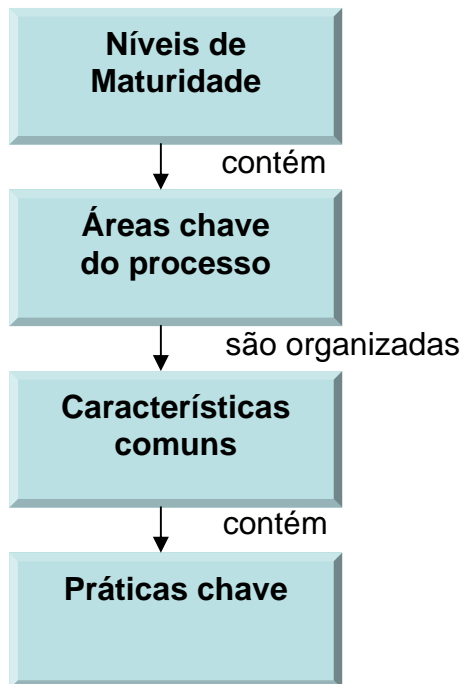 Níveis de
Maturidade
contém
Áreas chave
do processo
são organizadas
Características
comuns
contém
Práticas chave